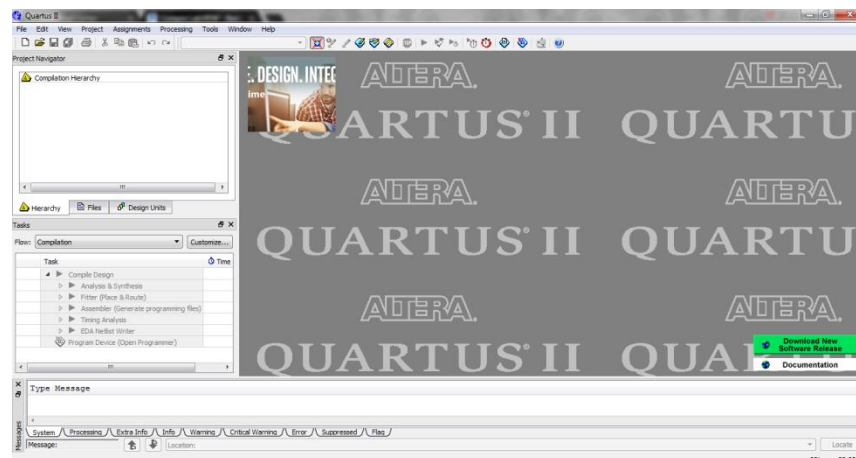 Quartus II
File Edit View Project Assignments Processing Tools Window Help
Project Navigator
Compilation Hierarchy
Hierarchy Files Design Units
Tasks
Flow: Compilation Customize...
Task Time
Compile Design
Analysis & Synthesis
Fitter (Place & Route)
Assembler (Generate programming files)
Timing Analysis
EDA Netlist Writer
Program Device (Open Programmer)
E. DESIGN. INTEG
ime
ALTERA. ALTERA.
QUARTUS® II QUARTU
ALTERA. ALTERA.
QUARTUS® II QUARTU
ALTERA. ALTERA.
QUARTUS® II QUA
Download New
Software Release
Documentation
Type Message
System Processing Extra Info Info Warning Critical Warning Error Suppressed Flag
Messages
Message: Location: Locate